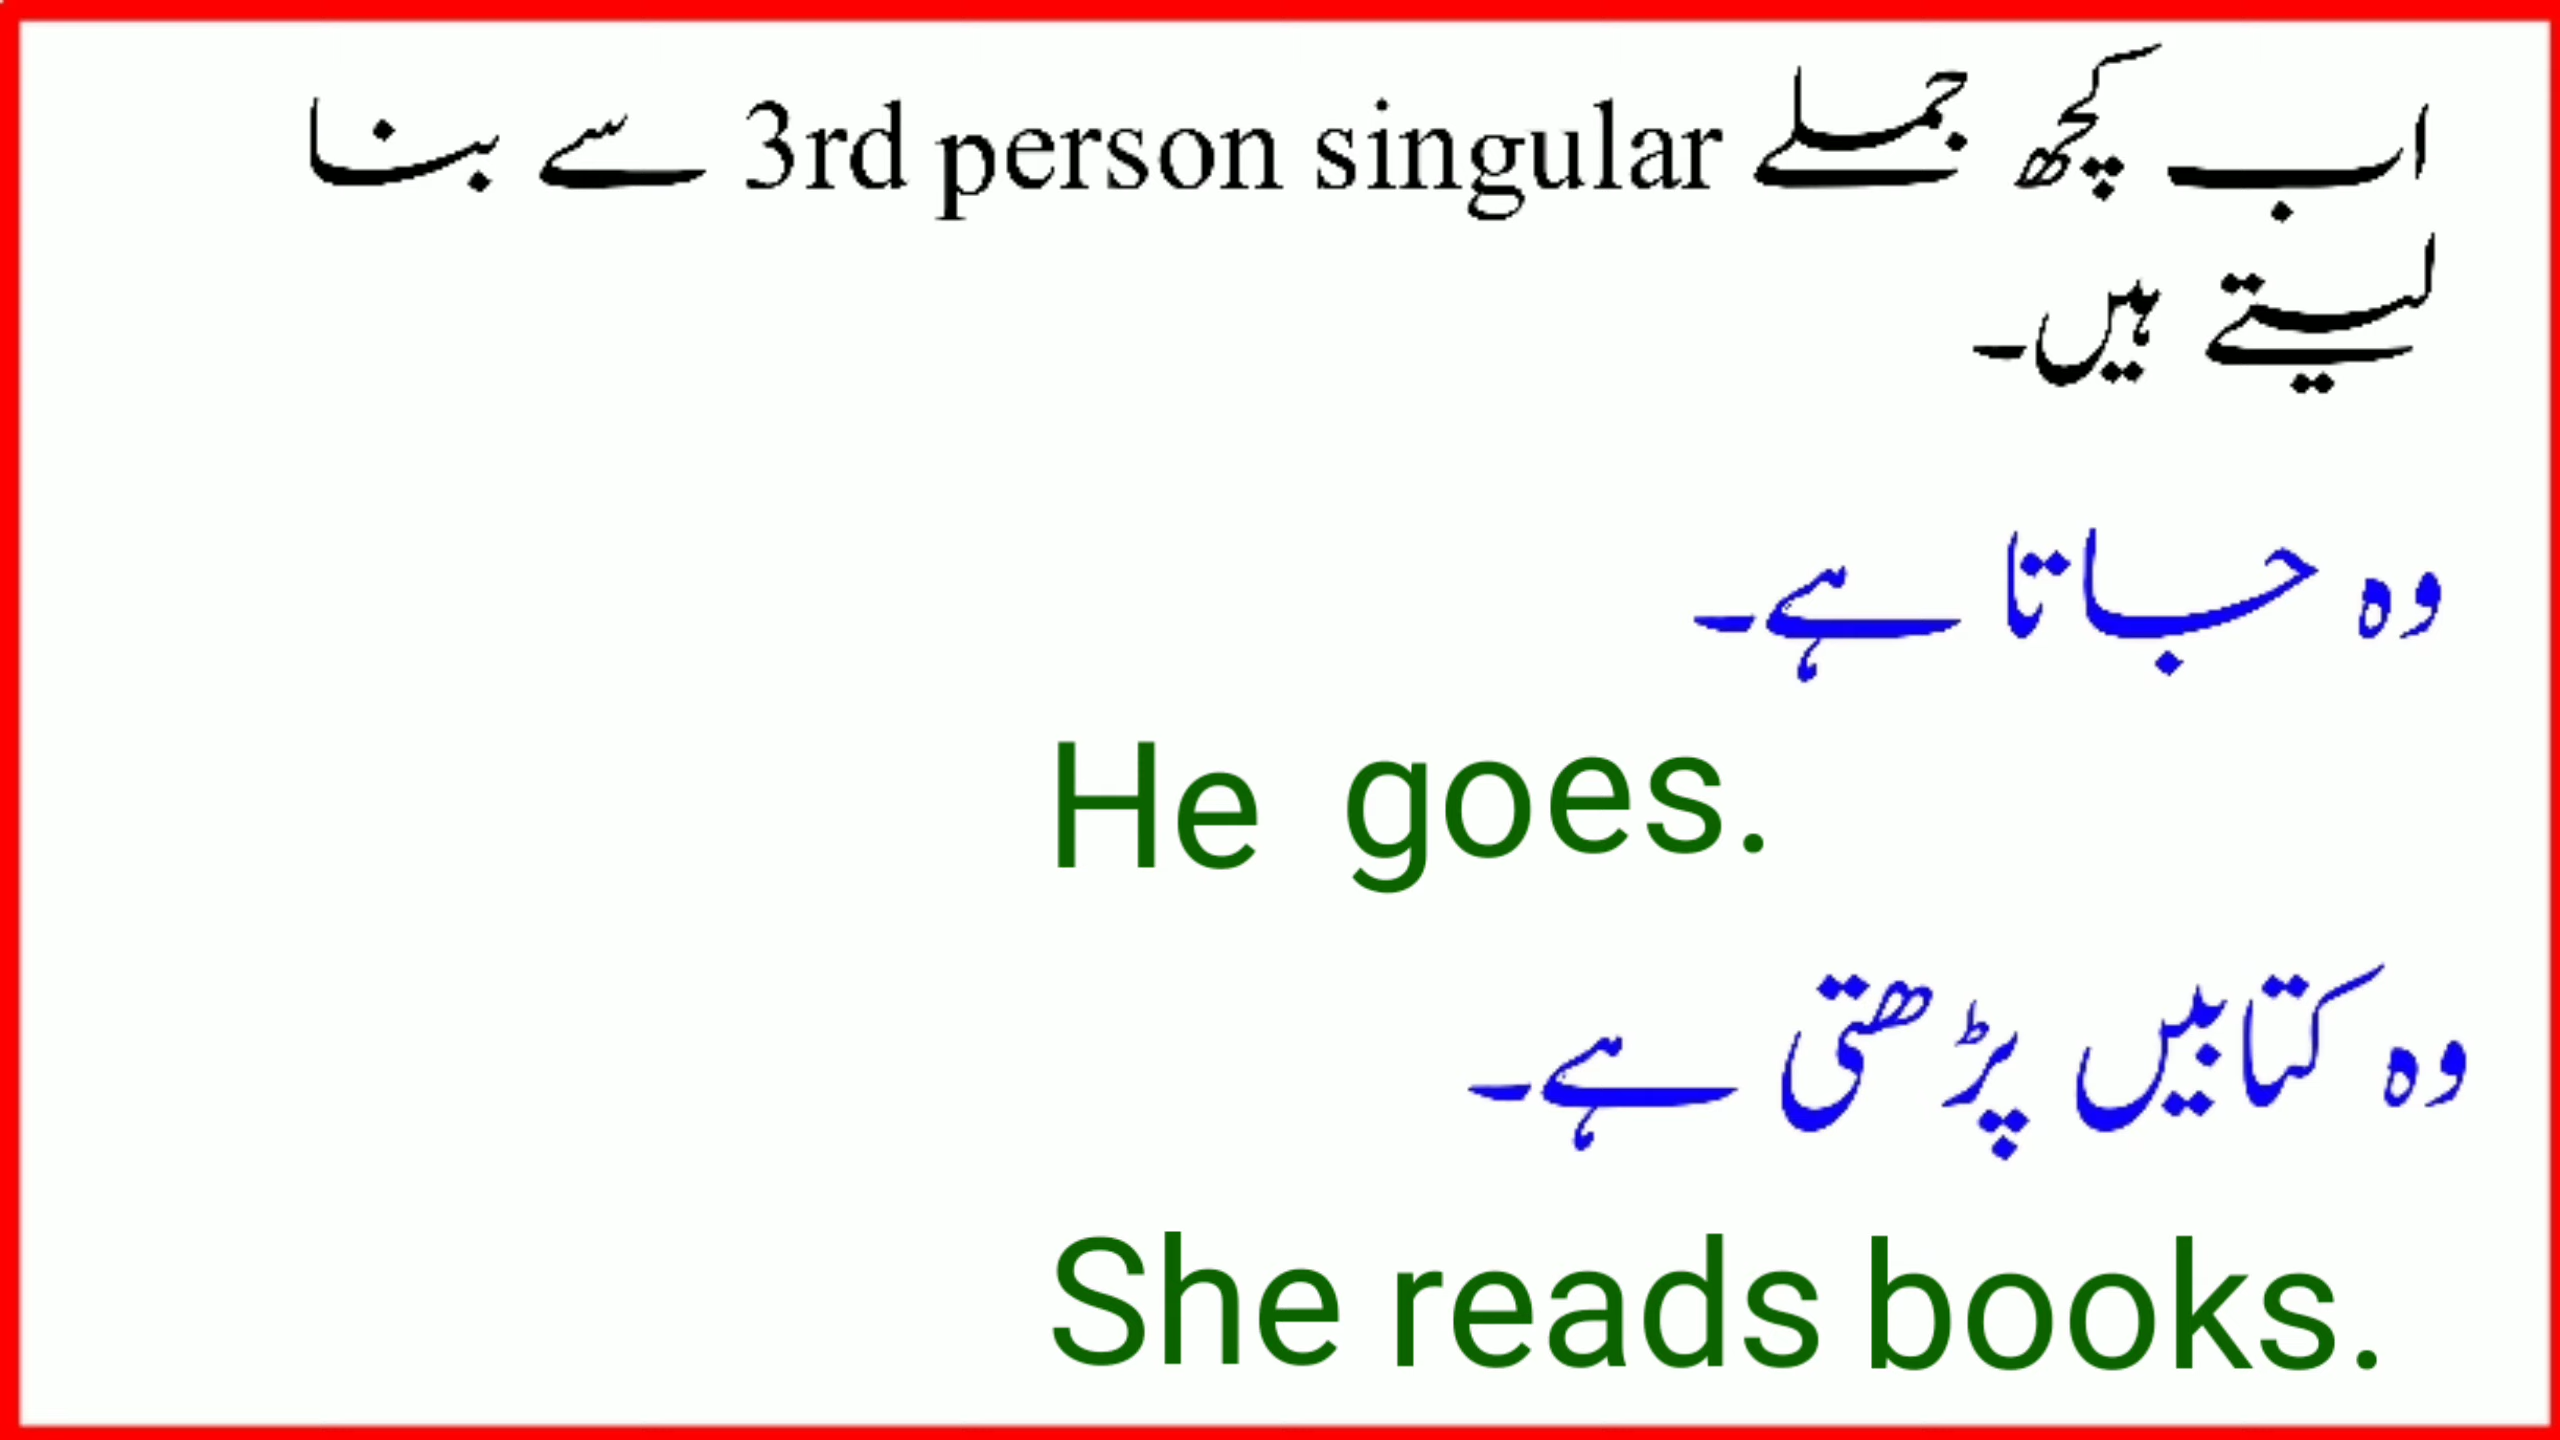 اب کچھ جملے 3rd person singular سے بنا
لیتے ہیں۔
وہ جاتا ہے۔
He goes.
وہ کتابیں پڑھتی ہے۔
She reads books.